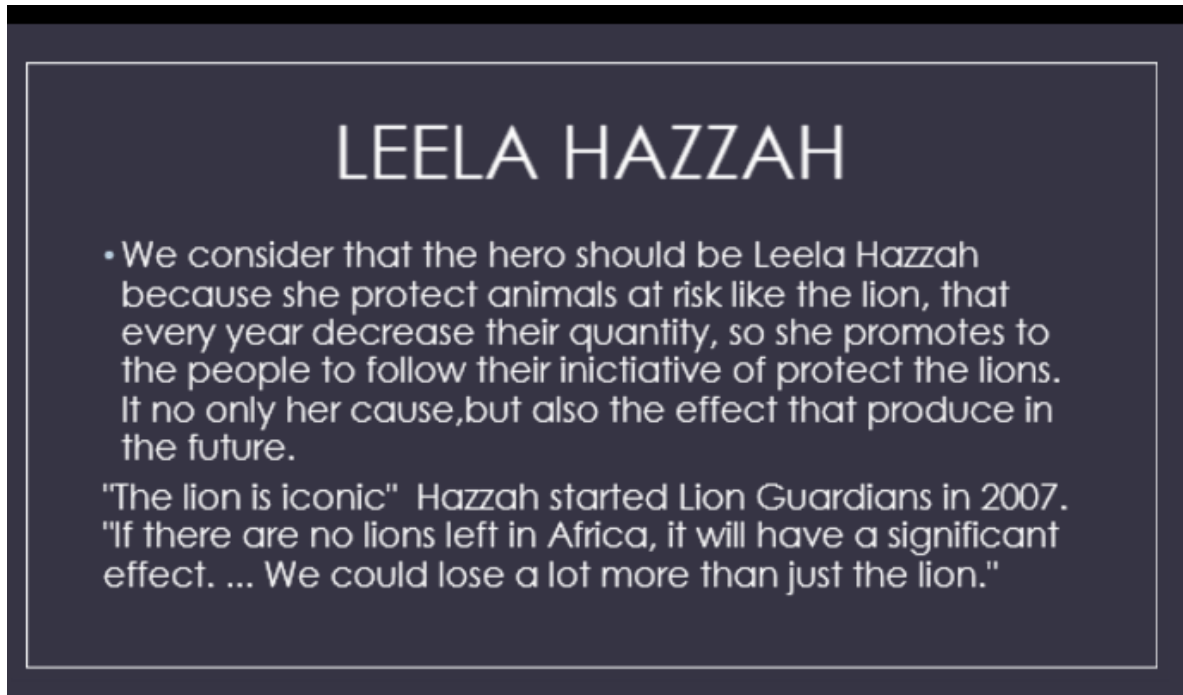 LEELA HAZZAH
• We consider that the hero should be Leela Hazzah
because she protect animals at risk like the lion, that
every year decrease their quantity, so she promotes to
the people to follow their inictiative of protect the lions.
It no only her cause,but also the effect that produce in
the future.
"The lion is iconic"  Hazzah started Lion Guardians in 2007.
"If there are no lions left in Africa, it will have a significant
effect. ... We could lose a lot more than just the lion."